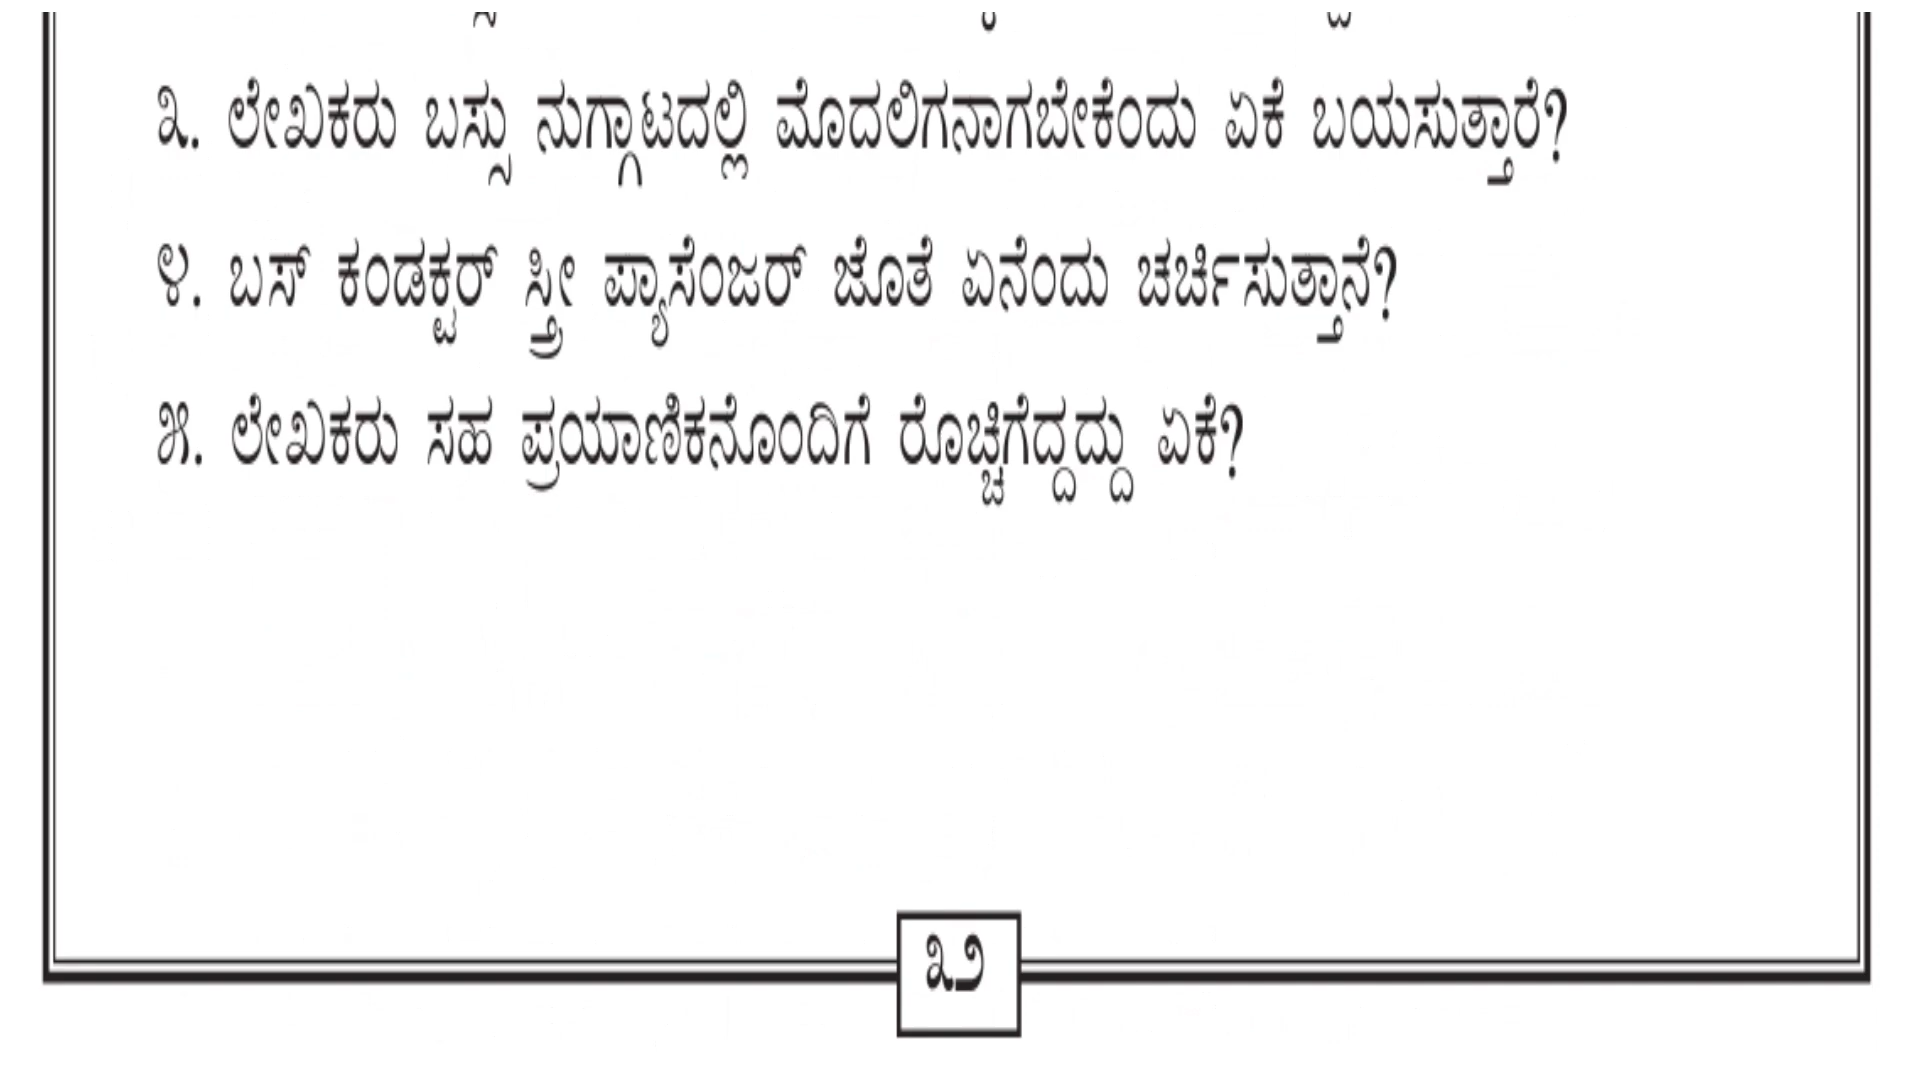 ೩. ಲೇಖಕರು ಬಸ್ಸು ನುಗ್ಗಾಟದಲ್ಲಿ ಮೊದಲಿಗನಾಗಬೇಕೆಂದು ಏಕೆ ಬಯಸುತ್ತಾರೆ?
೪. ಬಸ್ ಕಂಡಕ್ಟರ್ ಸ್ತ್ರೀ ಪ್ಯಾಸೆಂಜರ್ ಜೊತೆ ಏನೆಂದು ಚರ್ಚಿಸುತ್ತಾನೆ?
೫. ಲೇಖಕರು ಸಹ ಪ್ರಯಾಣಿಕನೊಂದಿಗೆ ರೊಚ್ಚಿಗೆದ್ದದ್ದು ಏಕೆ?
೩೨